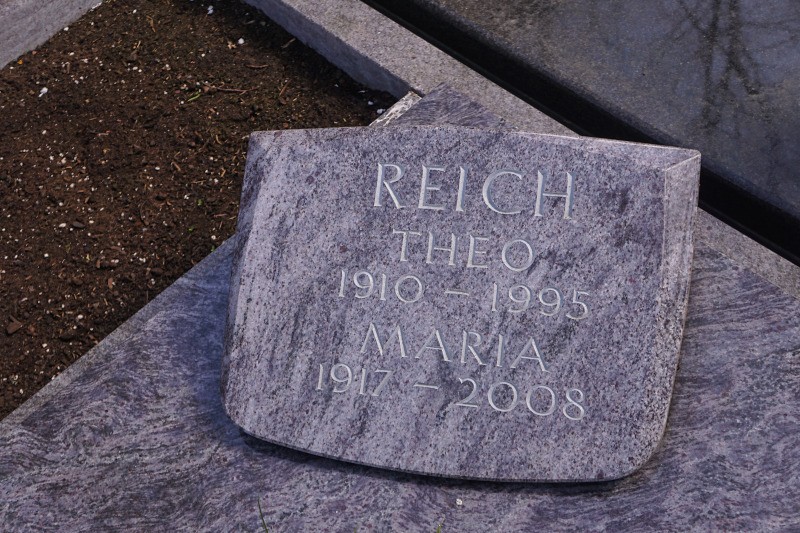 REICH
THEO
1910 – 1995
MARIA
1917 – 2008